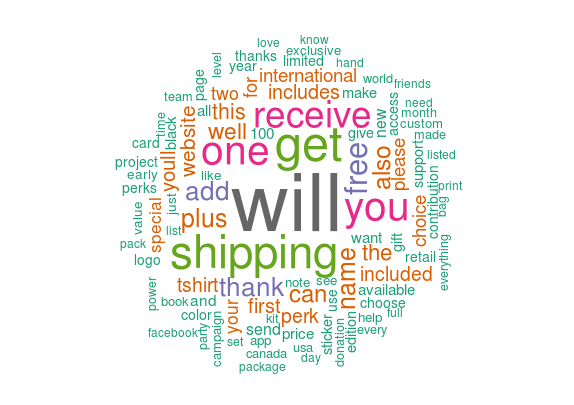 know
love
exclusive
thanks
limited
hand
level
year
international
world
friends
page
two
for
includes
make
team
all
this
receive
new
access
need
month
custom
time
black
website
well
100
give
made
card
one
get
free
also
please
support
listed
project
youll
early
perks
like
add
will
you
choice
contribution
print
bag
just
value
special
plus
list
pack
shipping
want
the
gift
retail
everything
logo
tshirt
thank
note
see
name
included
available
power
book
and
your
first
can
use
choose
color
perk
kit
sticker
edition
help
full
facebook
party
campaign
send
price
every
set
app
usa
donation
canada
day
package